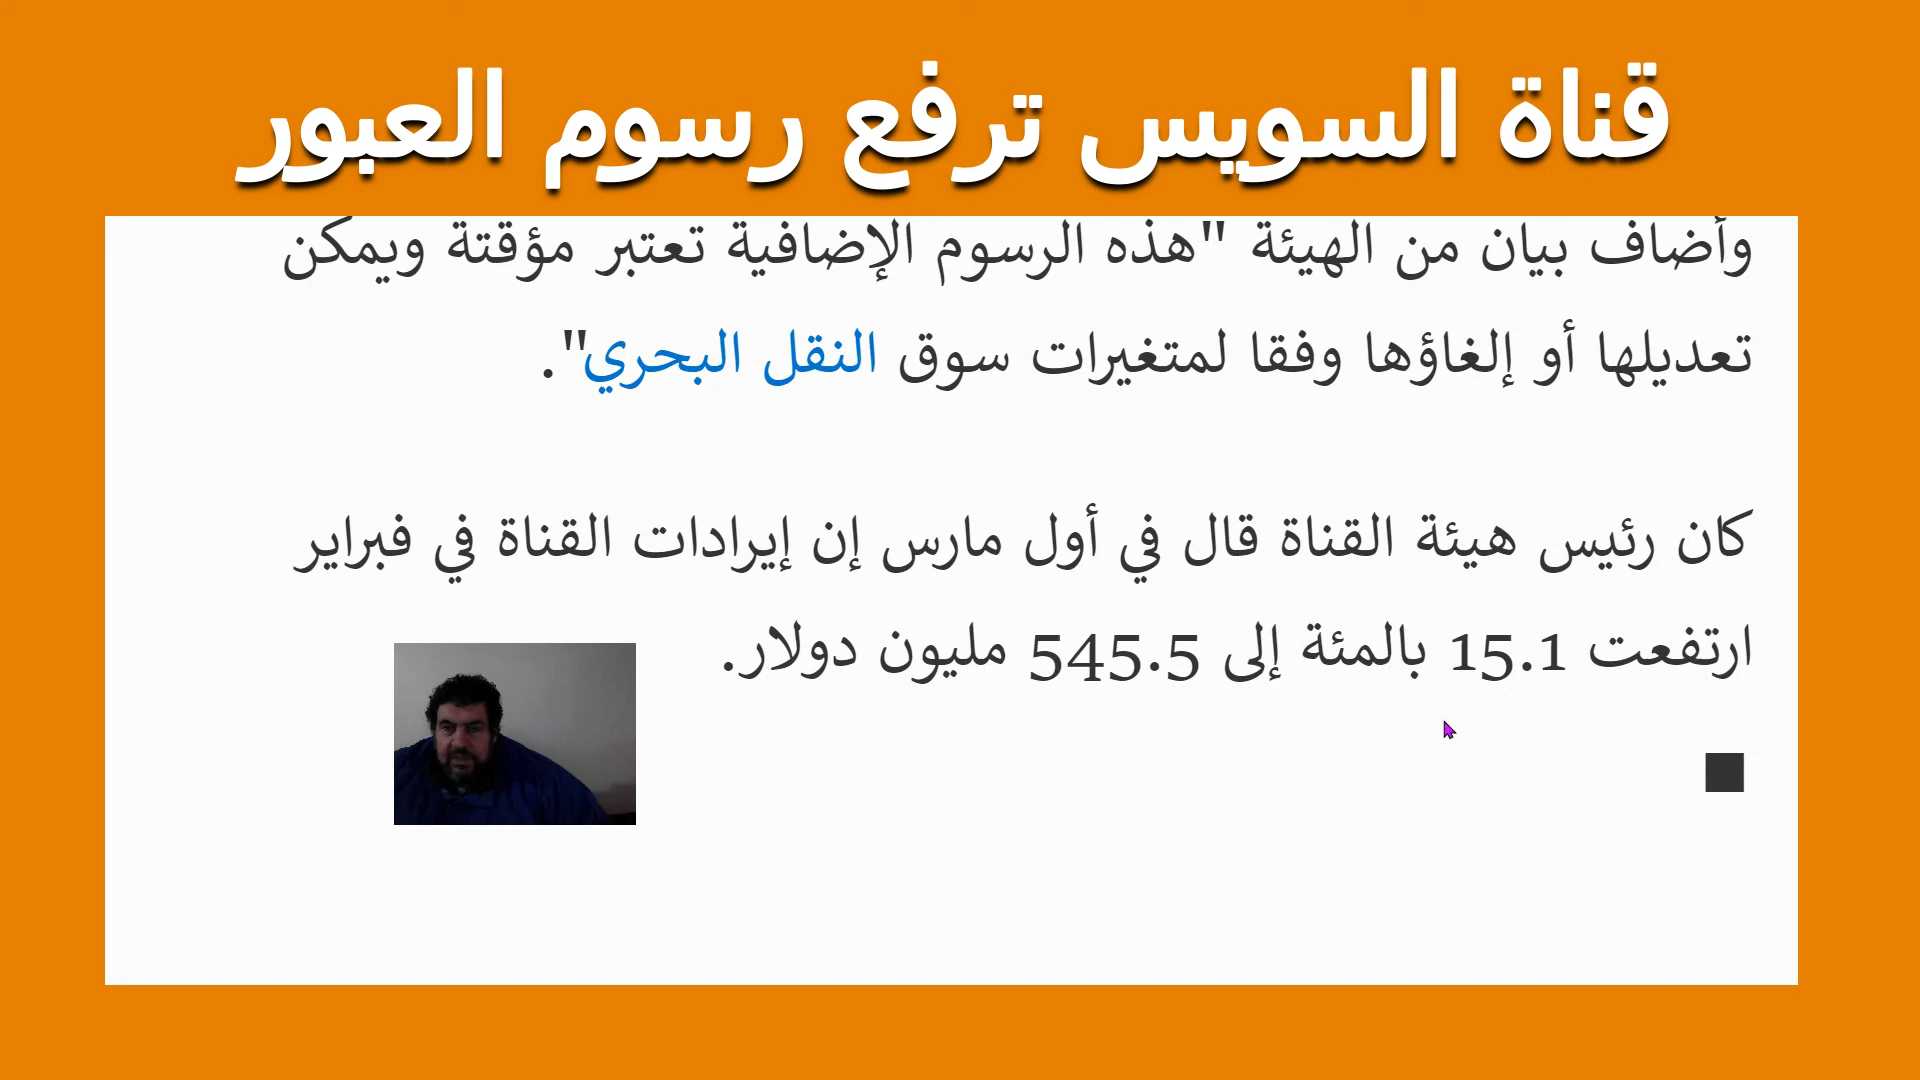 قناة السويس ترفع رسوم العبور
وأضاف بيان من الهيئة "هذه الرسوم الإضافية تعتبر مؤقتة ويمكن
تعديلها أو إلغاؤها وفقا لمتغيرات سوق النقل البحري".
كان رئيس هيئة القناة قال في أول مارس إن إيرادات القناة في فبراير
ارتفعت 15.1 بالمئة إلى 545.5 مليون دولار.